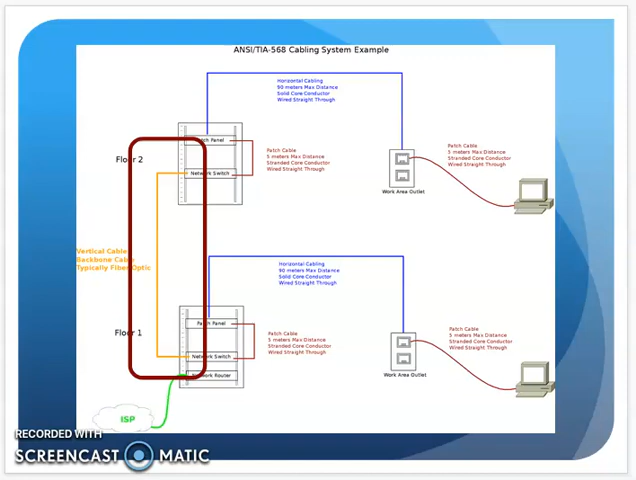 ANSI/TIA-568 Cabling System Example
Horizontal Cabling
90 meters Max Distance
Solid Core Conductor
Wired Straight Through
Patch Panel
Floor 2
Network Switch
Patch Cable
5 meters Max Distance
Stranded Core Conductor
Wired Straight Through
Patch Cable
5 meters Max Distance
Stranded Core Conductor
Wired Straight Through
Work Area Outlet
Vertical Cable
Backbone Cable
Typically Fiber Optic
Horizontal Cabling
90 meters Max Distance
Solid Core Conductor
Wired Straight Through
Patch Panel
Floor 1
Network Switch
Network Router
Patch Cable
5 meters Max Distance
Stranded Core Conductor
Wired Straight Through
Patch Cable
5 meters Max Distance
Stranded Core Conductor
Wired Straight Through
Work Area Outlet
ISP
RECORDED WITH
SCREENCAST MATIC